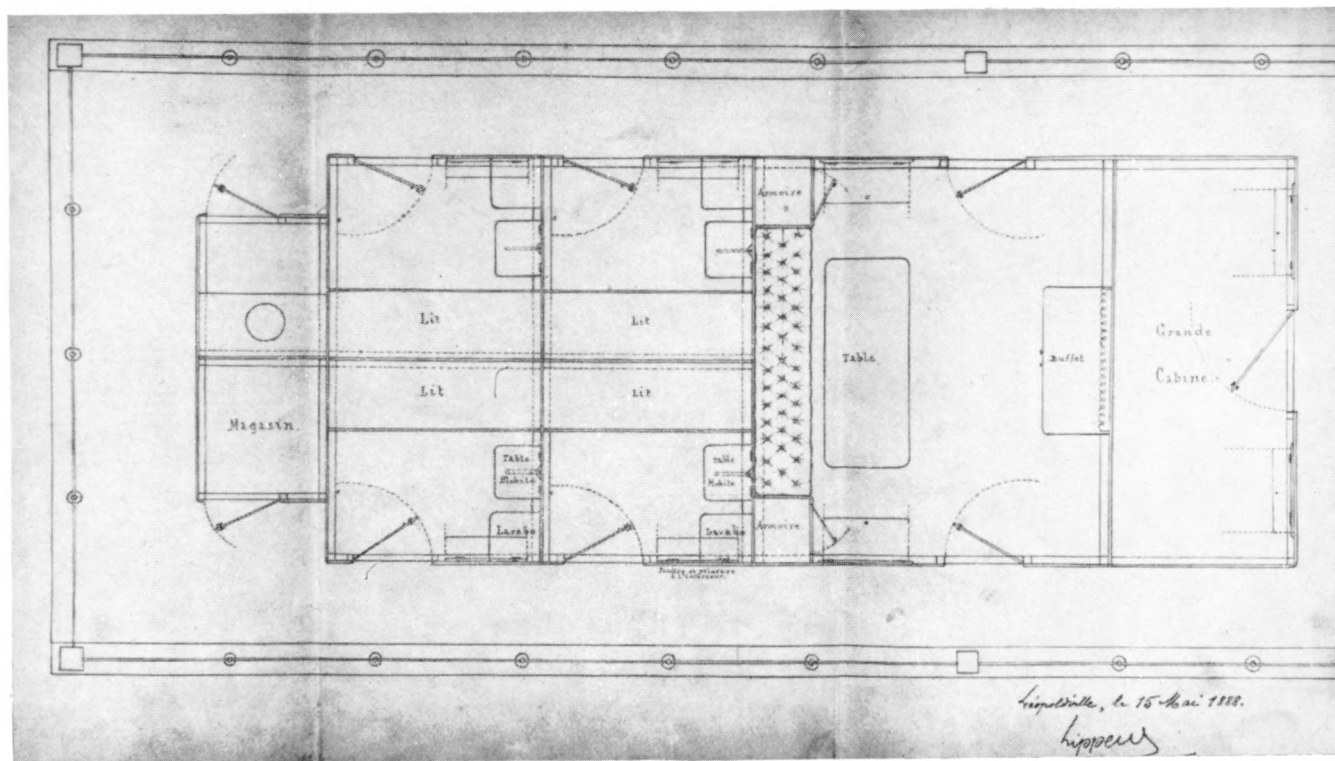 Armoire
Lit
Lit
Table
Buffet
Grande
Cabine
Lit
Lit
Magasin.
Table
Mobile
table
Mobile
Lavabo
Lavabo
Armoire.
à l'intérieur.
Léopoldville, le 15 Mai 1888.